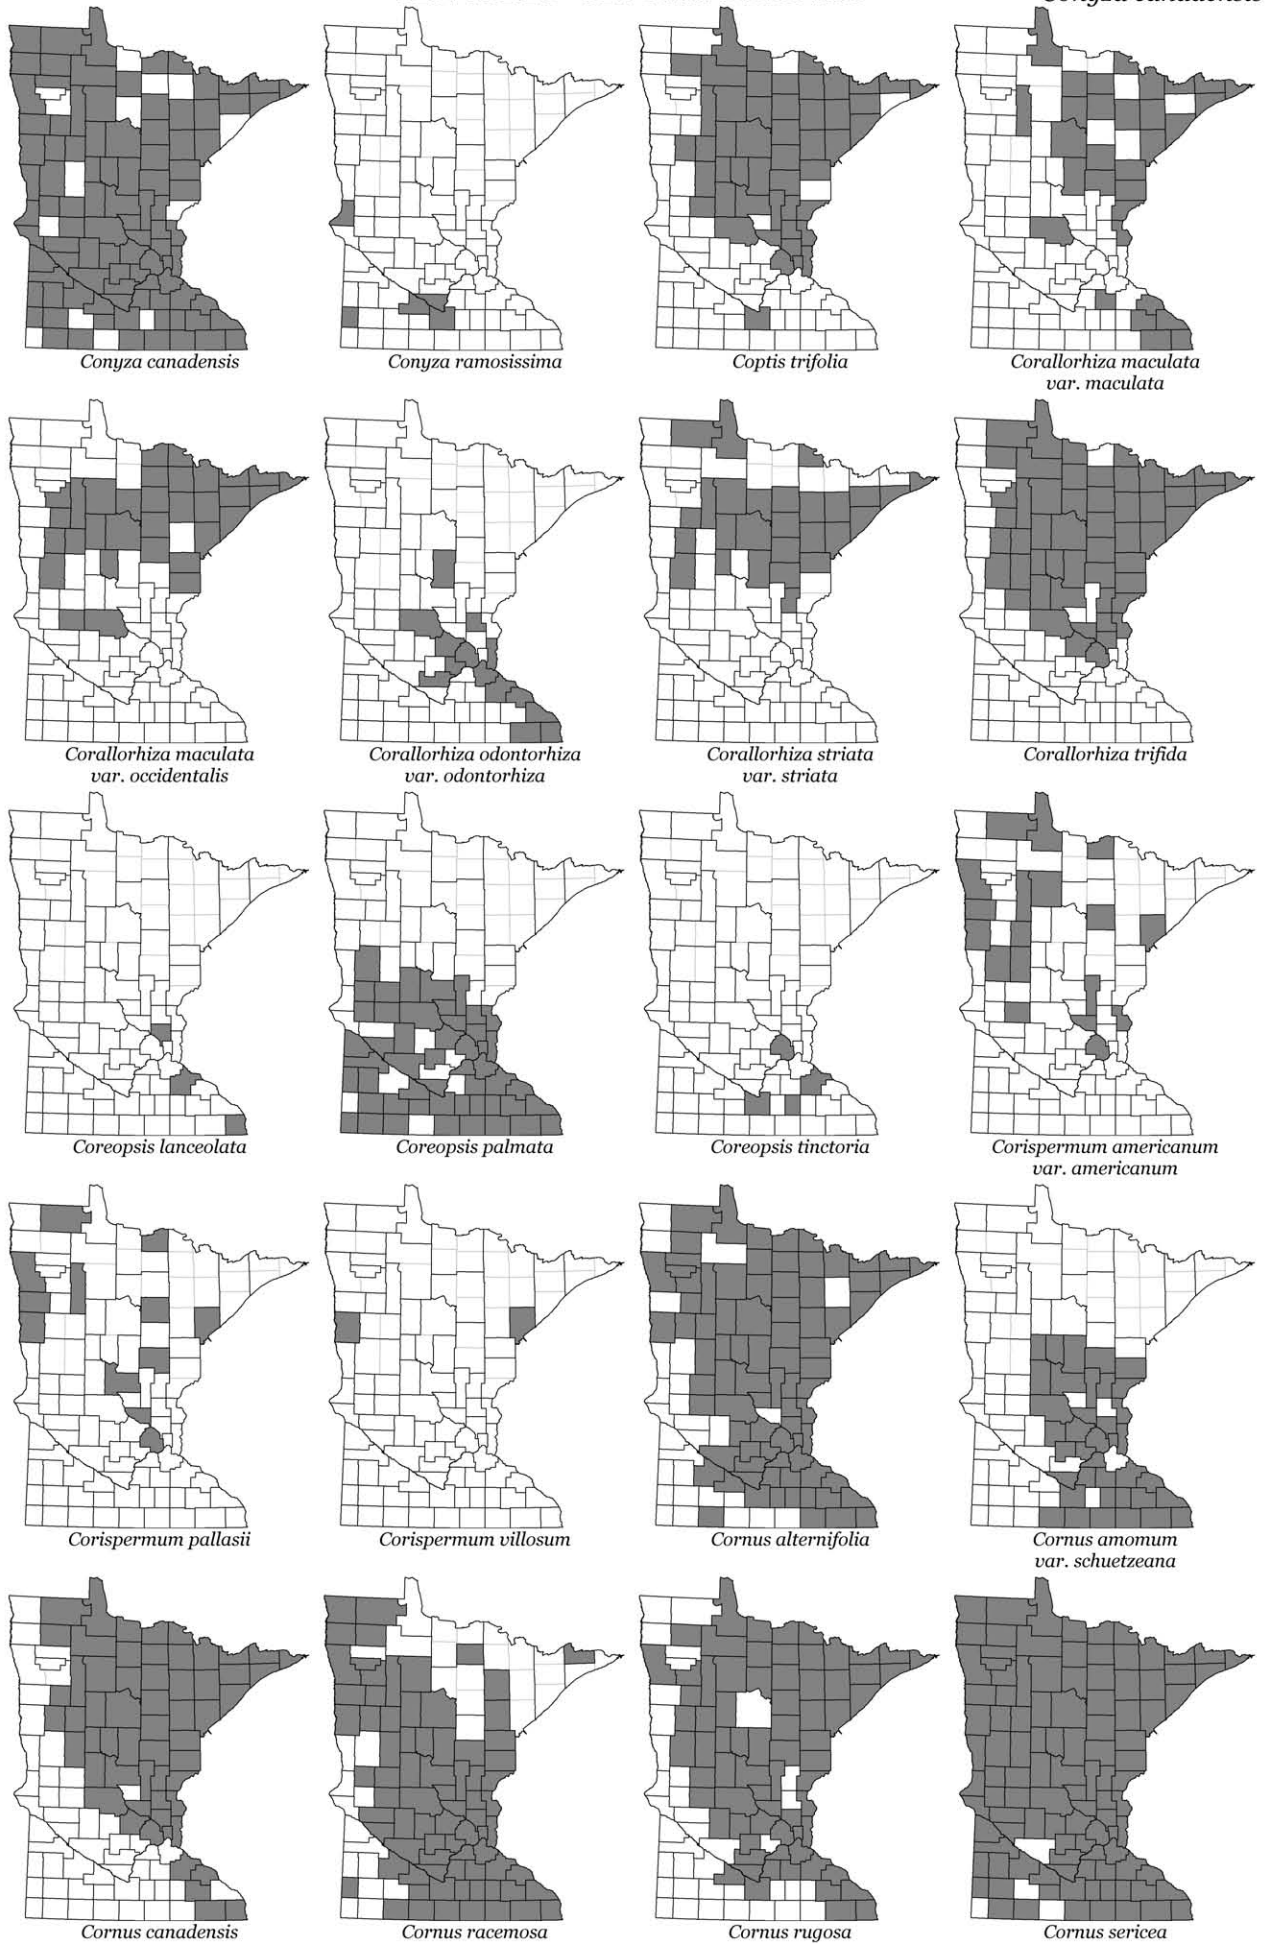 Conyza canadensis
Conyza canadensis
Conyza ramosissima
Coptis trifolia
Corallorhiza maculata
var. maculata
Corallorhiza maculata
var. occidentalis
Corallorhiza odontorhiza
var. odontorhiza
Corallorhiza striata
var. striata
Corallorhiza trifida
Coreopsis lanceolata
Coreopsis palmata
Coreopsis tinctoria
Corispermum americanum
var. americanum
Corispermum pallasii
Corispermum villosum
Cornus alternifolia
Cornus amomum
var. schuetzeana
Cornus canadensis
Cornus racemosa
Cornus rugosa
Cornus sericea